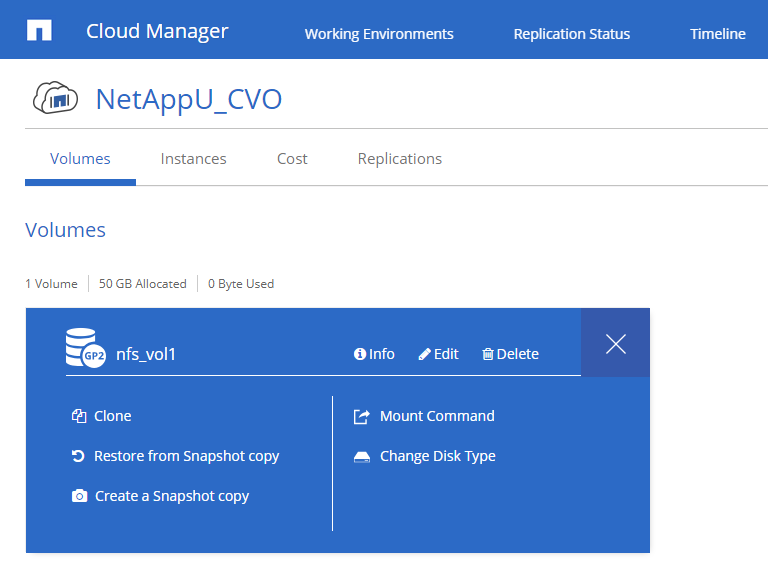 Cloud Manager Working Environments Replication Status Timeline
NetAppU_CVO
Volumes Instances Cost Replications
Volumes
1 Volume 50 GB Allocated 0 Byte Used
GP2 nfs_vol1 Info Edit Delete
Clone Mount Command
Restore from Snapshot copy Change Disk Type
Create a Snapshot copy